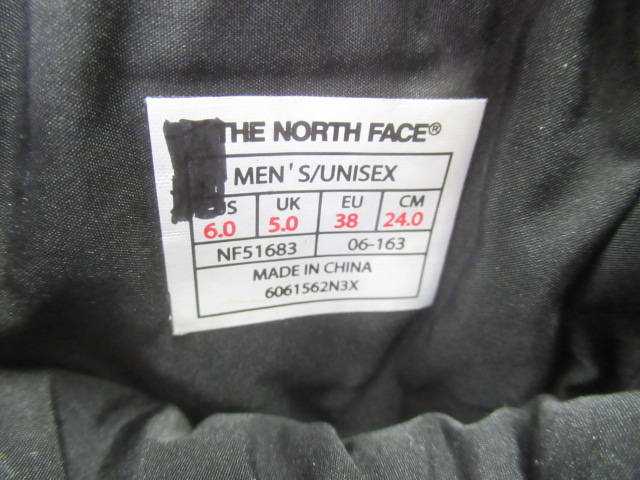 THE NORTH FACE®
MEN'S/UNISEX
US UK EU CM
6.0 5.0 38 24.0
NF51683 06-163
MADE IN CHINA
6061562N3X